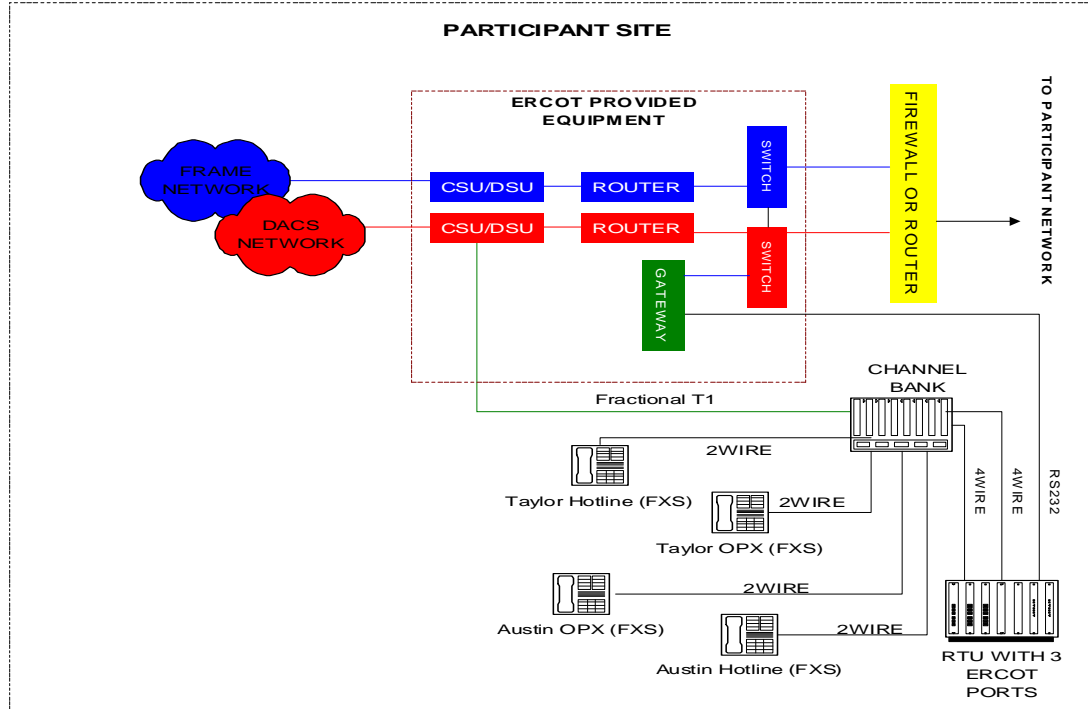 PARTICIPANT SITE
ERCOT PROVIDED
EQUIPMENT
FRAME
NETWORK
DACS
NETWORK
CSU/DSU
ROUTER
SWITCH
CSU/DSU
ROUTER
SWITCH
GATEWAY
FIREWALL OR ROUTER
TO PARTICIPANT NETWORK
Fractional T1
CHANNEL
BANK
2WIRE
Taylor Hotline (FXS)
2WIRE
Taylor OPX (FXS)
2WIRE
Austin OPX (FXS)
2WIRE
Austin Hotline (FXS)
4WIRE
4WIRE
RS232
RTU WITH 3
ERCOT
PORTS